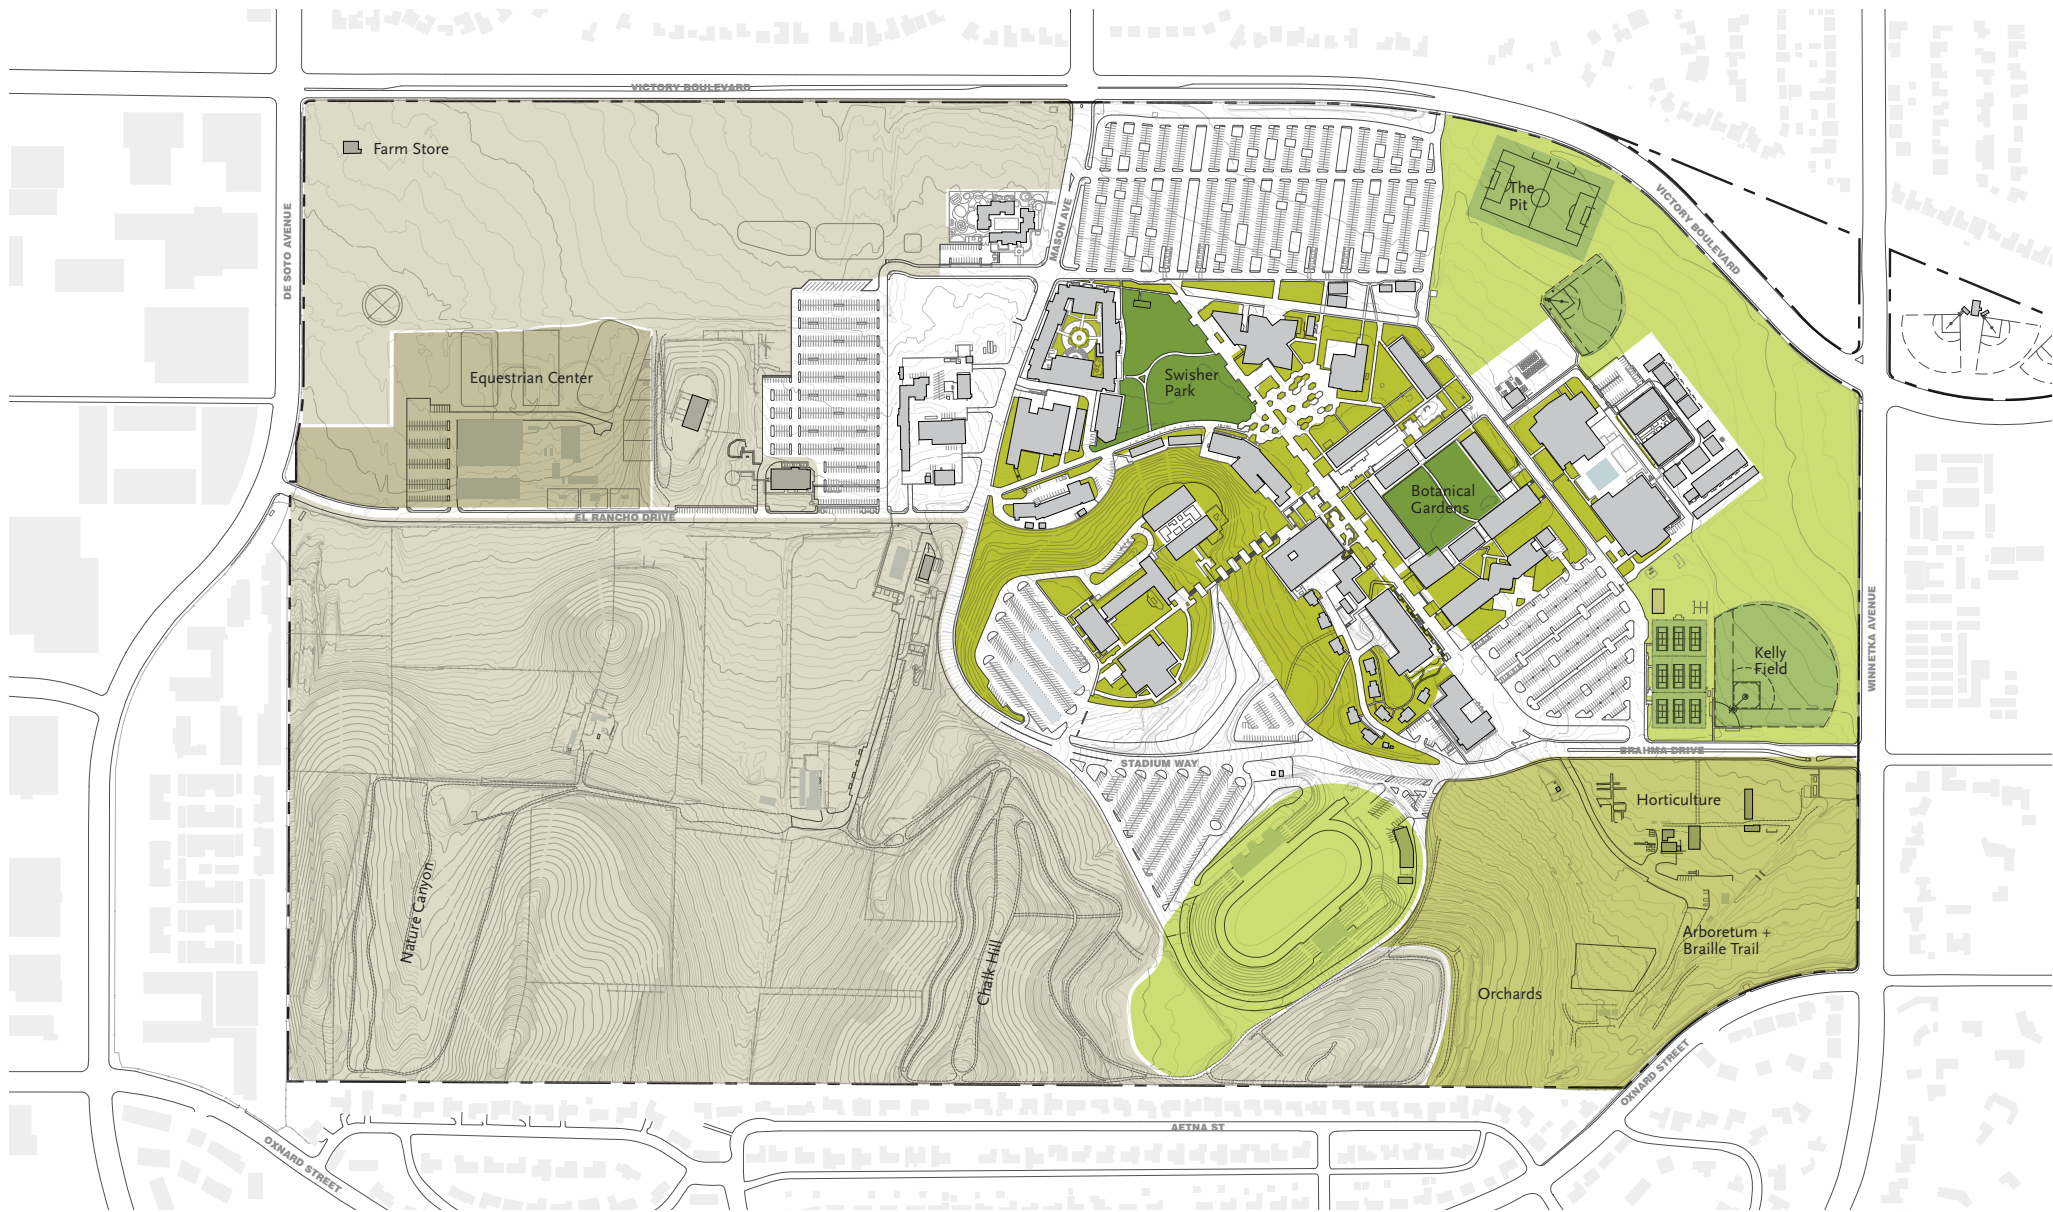 VICTORY BOULEVARD
Farm Store
DE SOTO AVENUE
MASON AVE
The
Pit
VICTORY BOULEVARD
Equestrian Center
Swisher
Park
Botanical
Gardens
EL RANCHO DRIVE
WINNETKA AVENUE
Kelly
Field
BRAHMA DRIVE
STADIUM WAY
Horticulture
Nature Canyon
Chalk Hill
Arboretum +
Braille Trail
Orchards
OXNARD STREET
AETNA ST
OXNARD STREET